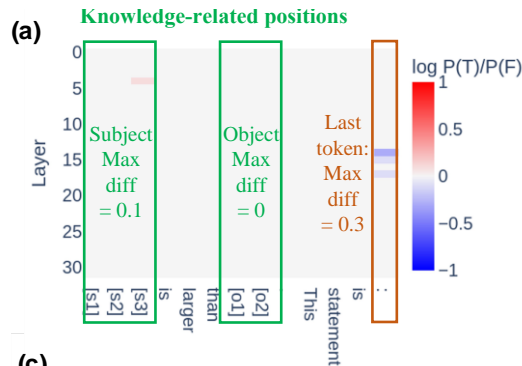 Knowledge-related positions
(a)
log P(T)/P(F)
0
5
10
15
20
25
30
Layer
Subject
Max
diff
= 0.1
Object
Max
diff
= 0
Last
token:
Max
diff
= 0.3
1
0.5
0
−0.5
−1
[s1]
[s2]
[s3]
is
larger
than
[o1]
[o2]
This
statement
is
:
(c)